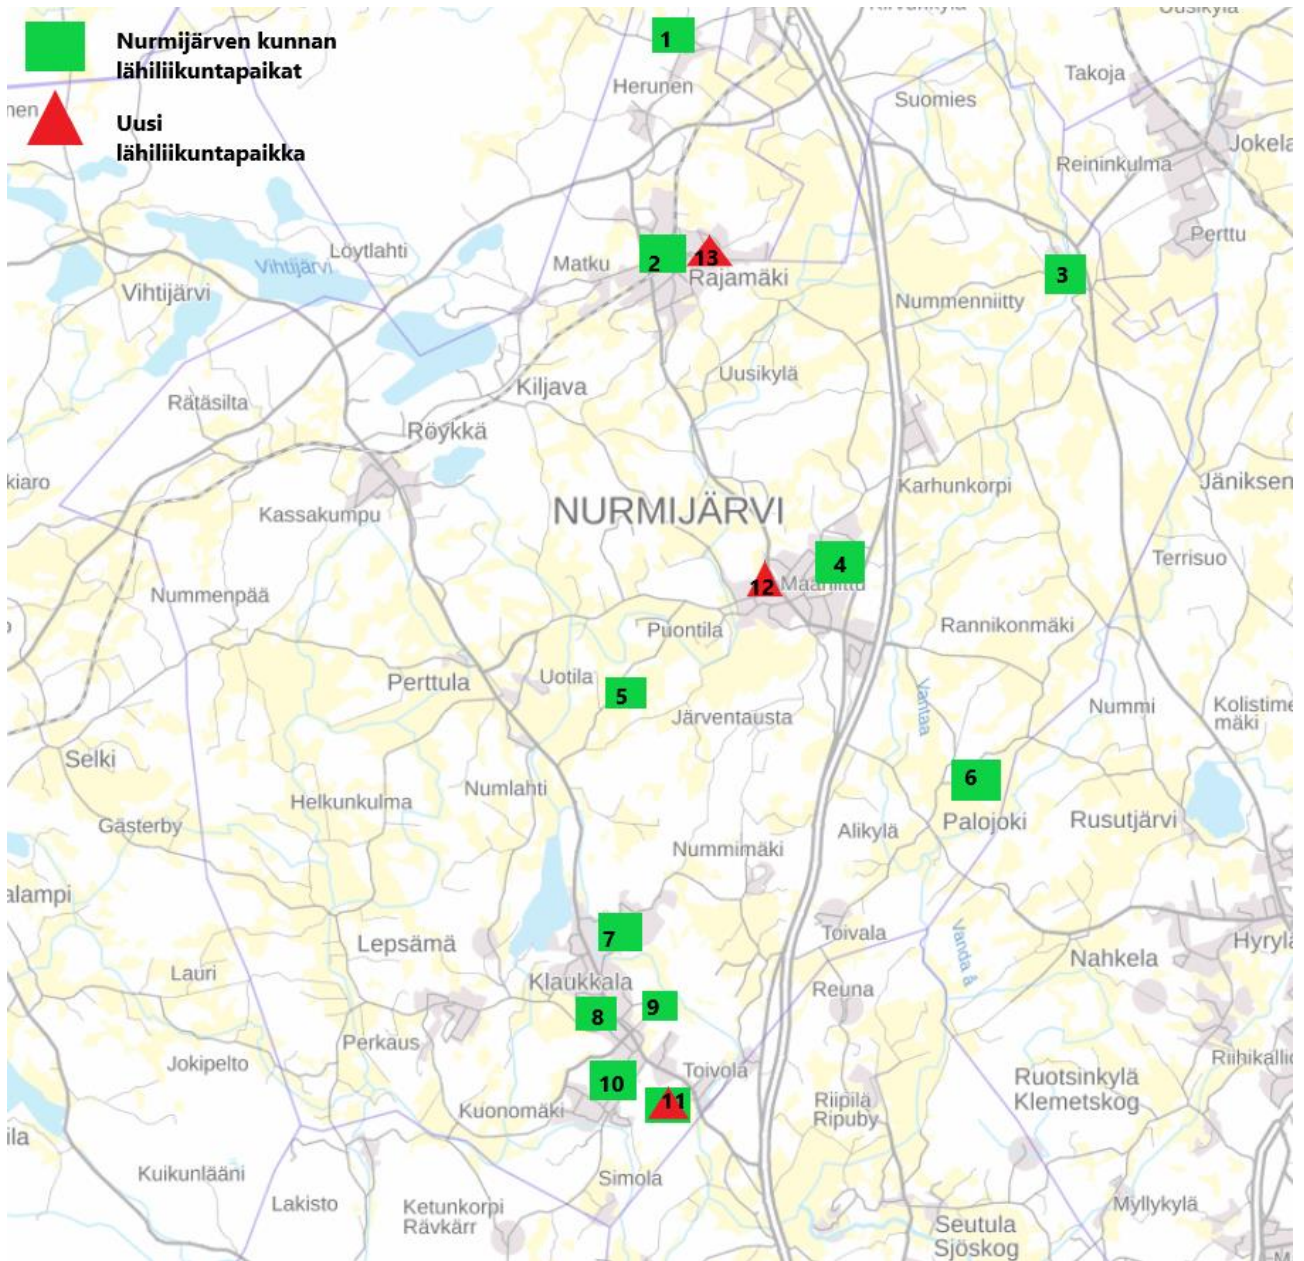 Nurmijärven kunnan
lähiliikuntapaikat
Uusi
lähiliikuntapaikka
1
Herunen
Takoja
Suomies
Jokela
Reininkulma
Perttu
Löytlahti
Vihtijärvi
Vihtijärvi
Matku
2
13
Rajamäki
3
Nummenniitty
Uusikylä
Kiljava
Rätäsilta
Röykkä
kiaro
Kassakumpu
NURMIJÄRVI
Karhunkorpi
Jäniksen
Terrisuo
4
12
Maaniittu
Nummenpää
Puontila
Rannikonmäki
Perttula
Uotila
5
Järventausta
Vantaa
Nummi
Kolistime
mäki
Selki
Numlahti
Helkunkulma
Gästerby
6
Palojoki
Alikylä
Rusutjärvi
Nummimäki
alampi
7
Lepsämä
Toivala
Vanda å
Nahkela
Hyrylä
Lauri
Klaukkala
Reuna
8
9
Perkaus
Jokipelto
10
Toivola
11
Kuonomäki
Riipilä
Ripuby
Ruotsinkylä
Klemetskog
Riihikallio
ila
Kuikunlääni
Simola
Lakisto
Ketunkorpi
Rävkärr
Seutula
Sjöskog
Myllykylä